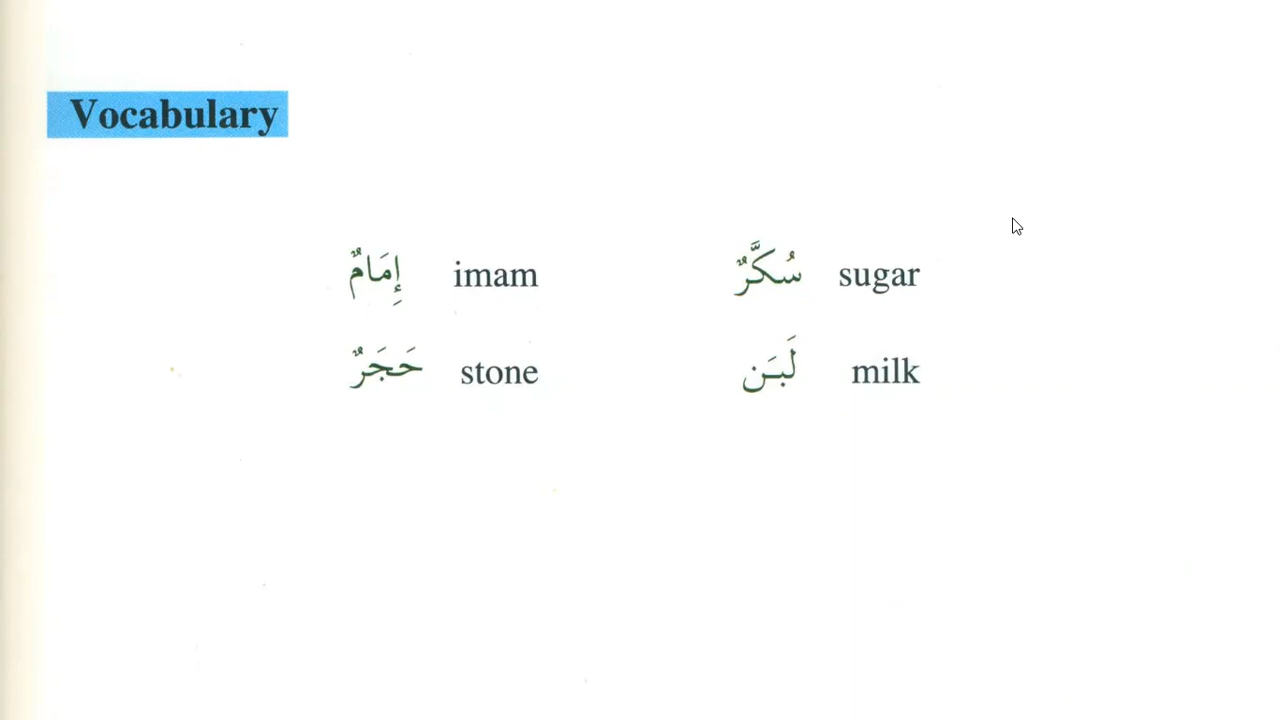 Vocabulary
إِمَامٌ imam سُكَّرٌ sugar
حَجَرٌ stone لَبَن milk